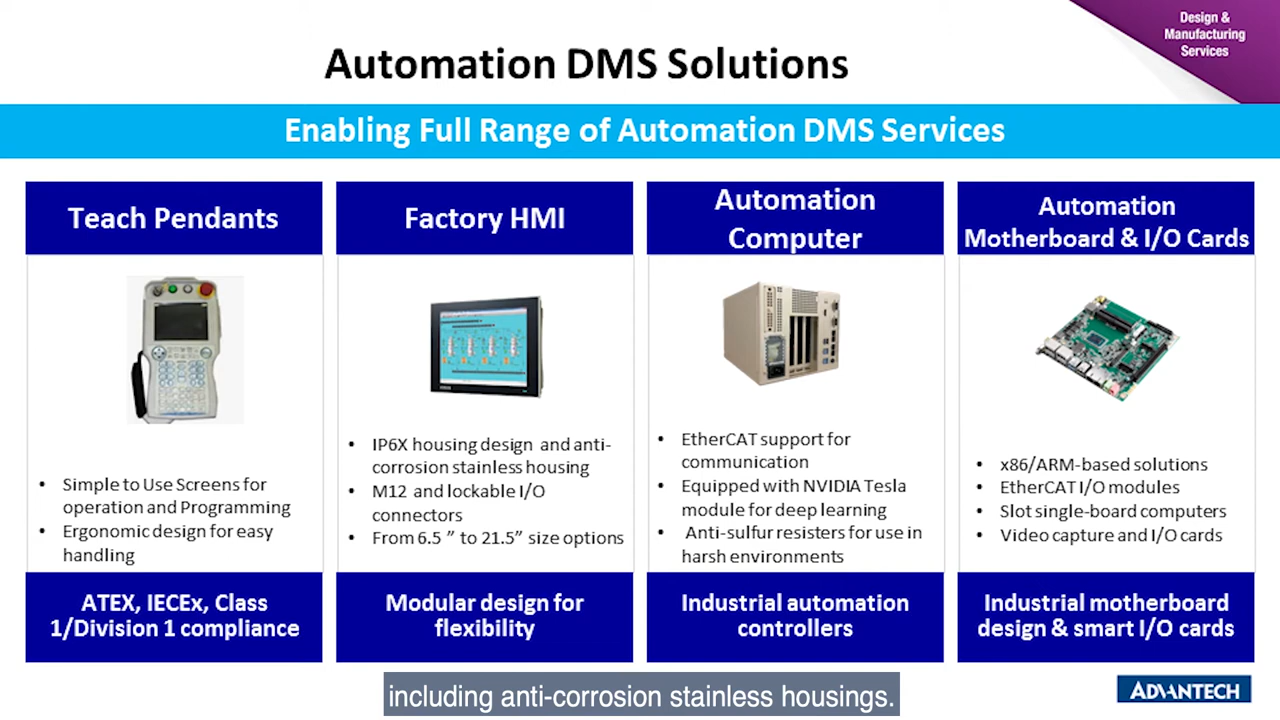 Design &
Manufacturing
Services
Automation DMS Solutions
Enabling Full Range of Automation DMS Services
Teach Pendants
• Simple to Use Screens for
operation and Programming
• Ergonomic design for easy
handling
ATEX, IECEx, Class
1/Division 1 compliance
Factory HMI
• IP6X housing design and anti-
corrosion stainless housing
• M12 and lockable I/O
connectors
• From 6.5 ” to 21.5” size options
Modular design for
flexibility
Automation
Computer
• EtherCAT support for
communication
• Equipped with NVIDIA Tesla
module for deep learning
• Anti-sulfur resisters for use in
harsh environments
Industrial automation
controllers
Automation
Motherboard & I/O Cards
• x86/ARM-based solutions
• EtherCAT I/O modules
• Slot single-board computers
• Video capture and I/O cards
Industrial motherboard
design & smart I/O cards
including anti-corrosion stainless housings.
ADVANTECH